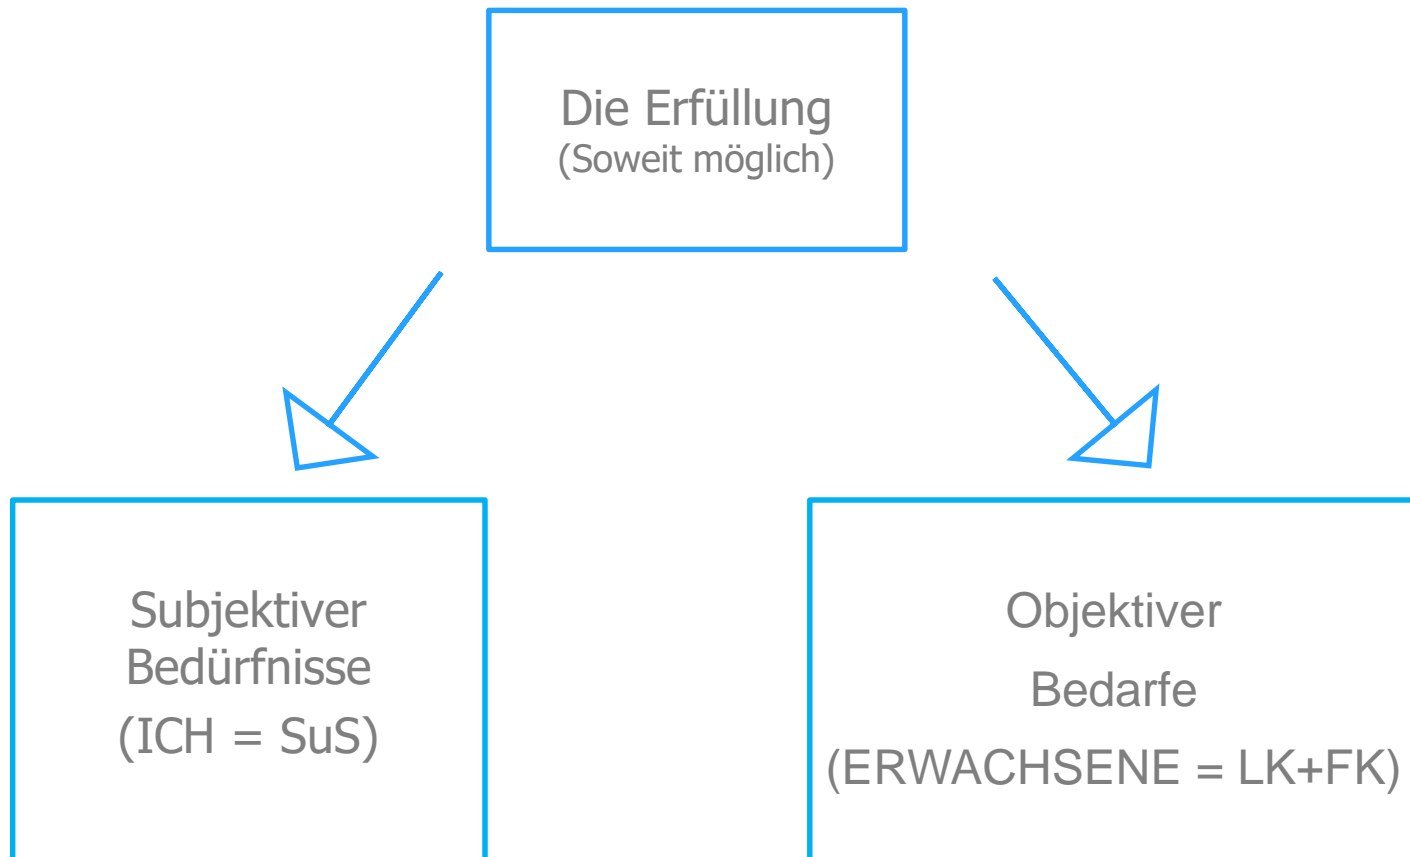 Die Erfüllung
(Soweit möglich)
Subjektiver
Bedürfnisse
(ICH = SuS)
Objektiver
Bedarfe
(ERWACHSENE = LK+FK)